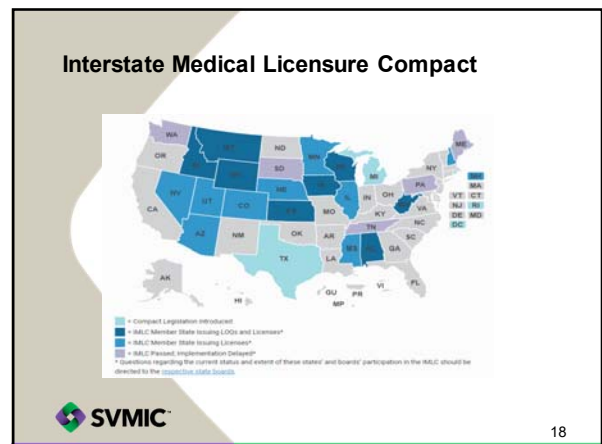 Interstate Medical Licensure Compact
WA
MT
ND
MN
ME
OR
ID
SD
WY
MI
NY
NH
MA
VT CT
NJ RI
DE MD
DC
NV
UT
CO
NE
IA
IL
IN
OH
PA
CA
KS
MO
KY
VA
AZ
NM
OK
AR
TN
NC
SC
TX
LA
MS
AL
GA
FL
AK
HI
GU
PR
VI
MP
= Compact Legislation Introduced
= IMLC Member State Issuing LOQs and Licenses*
= IMLC Member State Issuing Licenses*
= IMLC Passed; Implementation Delayed*
* Questions regarding the current status and extent of these states' and boards' participation in the IMLC should be
directed to the respective state boards.
SVMIC™
18